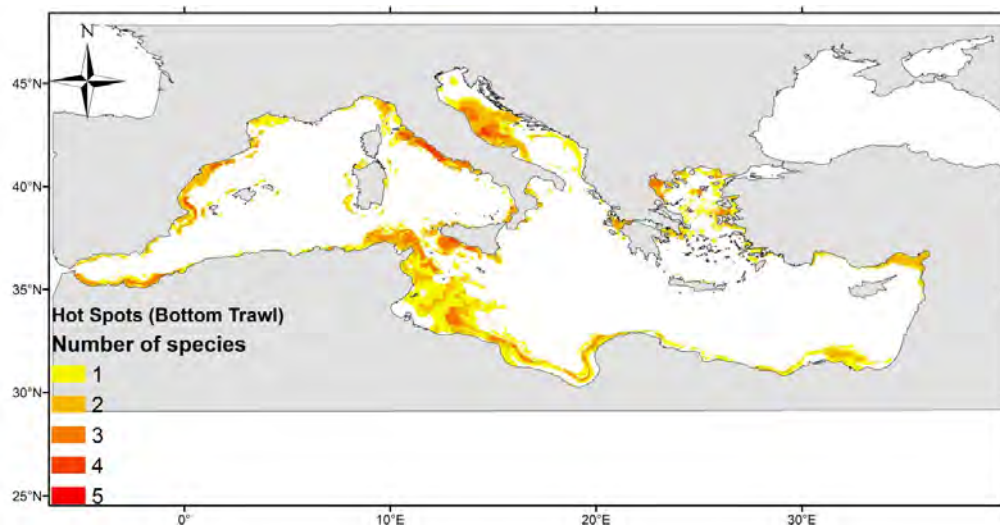 N
45°N
40°N
35°N
Hot Spots (Bottom Trawl)
Number of species
1
30°N
2
3
4
25°N
5
0°
10°E
20°E
30°E